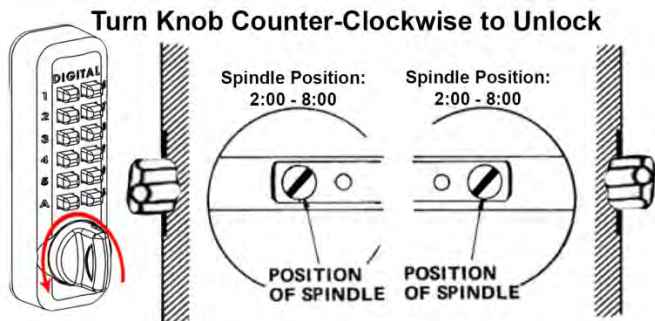 Turn Knob Counter-Clockwise to Unlock
DIGITAL
1
2
3
4
5
A
Spindle Position:
2:00 - 8:00
Spindle Position:
2:00 - 8:00
POSITION
OF SPINDLE
POSITION
OF SPINDLE